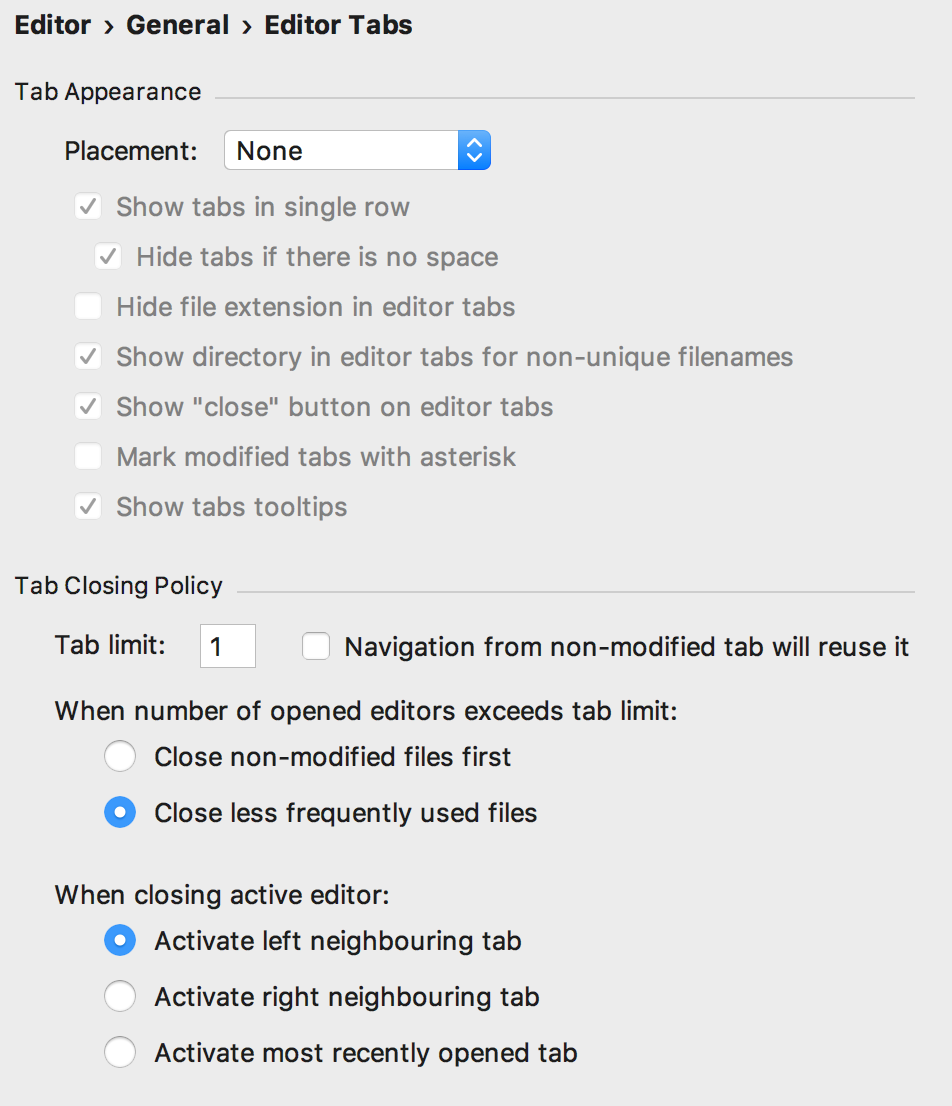 Editor › General › Editor Tabs
Tab Appearance
Placement: None
Show tabs in single row
Hide tabs if there is no space
Hide file extension in editor tabs
Show directory in editor tabs for non-unique filenames
Show "close" button on editor tabs
Mark modified tabs with asterisk
Show tabs tooltips
Tab Closing Policy
Tab limit: 1 Navigation from non-modified tab will reuse it
When number of opened editors exceeds tab limit:
Close non-modified files first
Close less frequently used files
When closing active editor:
Activate left neighbouring tab
Activate right neighbouring tab
Activate most recently opened tab